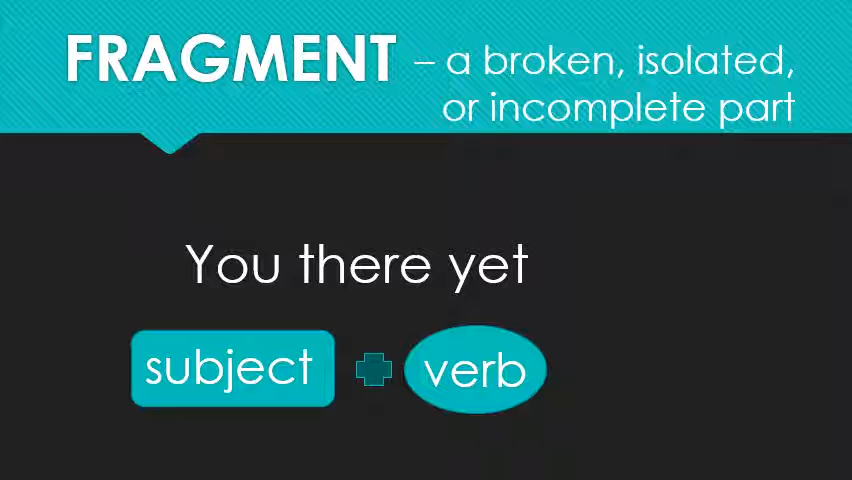 FRAGMENT – a broken, isolated,
or incomplete part
You there yet
subject verb